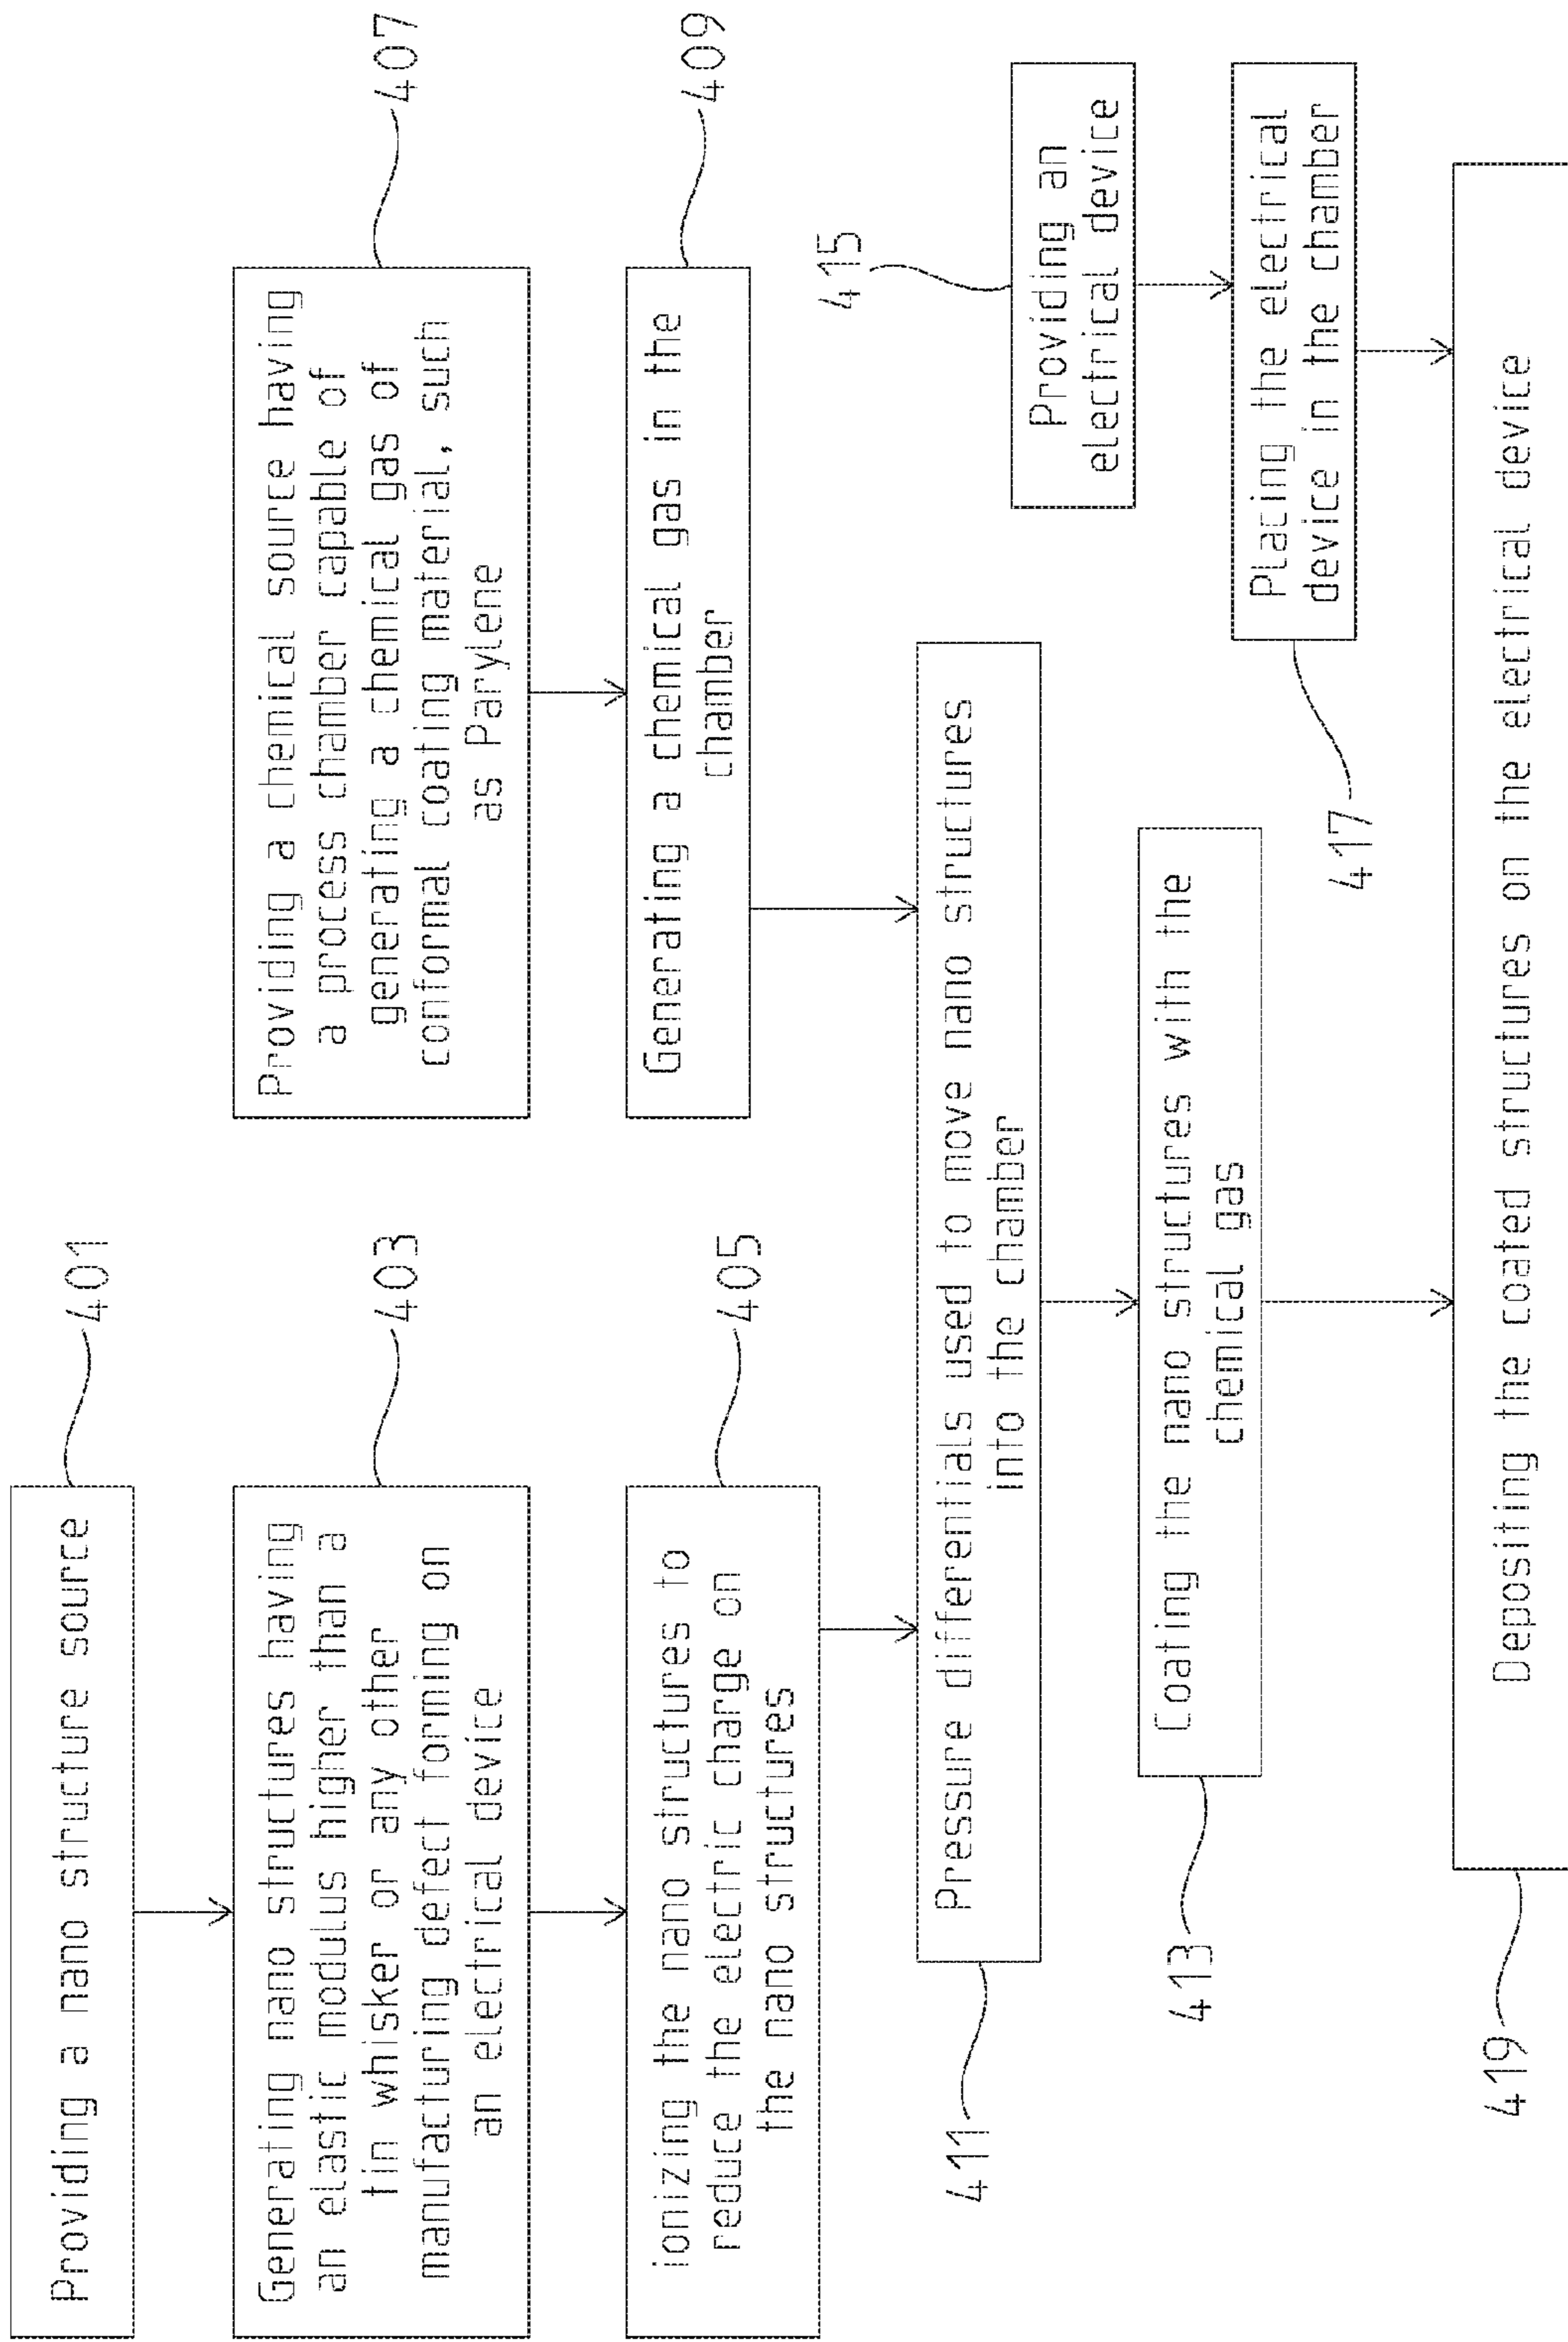 Providing a nano structure source
401
Generating nano structures having
an elastic modulus higher than a
tin whisker or any other
manufacturing defect forming on
an electrical device
403
ionizing the nano structures to
reduce the electric charge on
the nano structures
405
Providing a chemical source having
a process chamber capable of
generating a chemical gas of
conformal coating material, such
as Parylene
407
Generating a chemical gas in the
chamber
409
Pressure differentials used to move nano structures
into the chamber
411
Coating the nano structures with the
chemical gas
413
415
Providing an
electrical device
Placing the electrical
device in the chamber
417
Depositing the coated structures on the electrical device
419